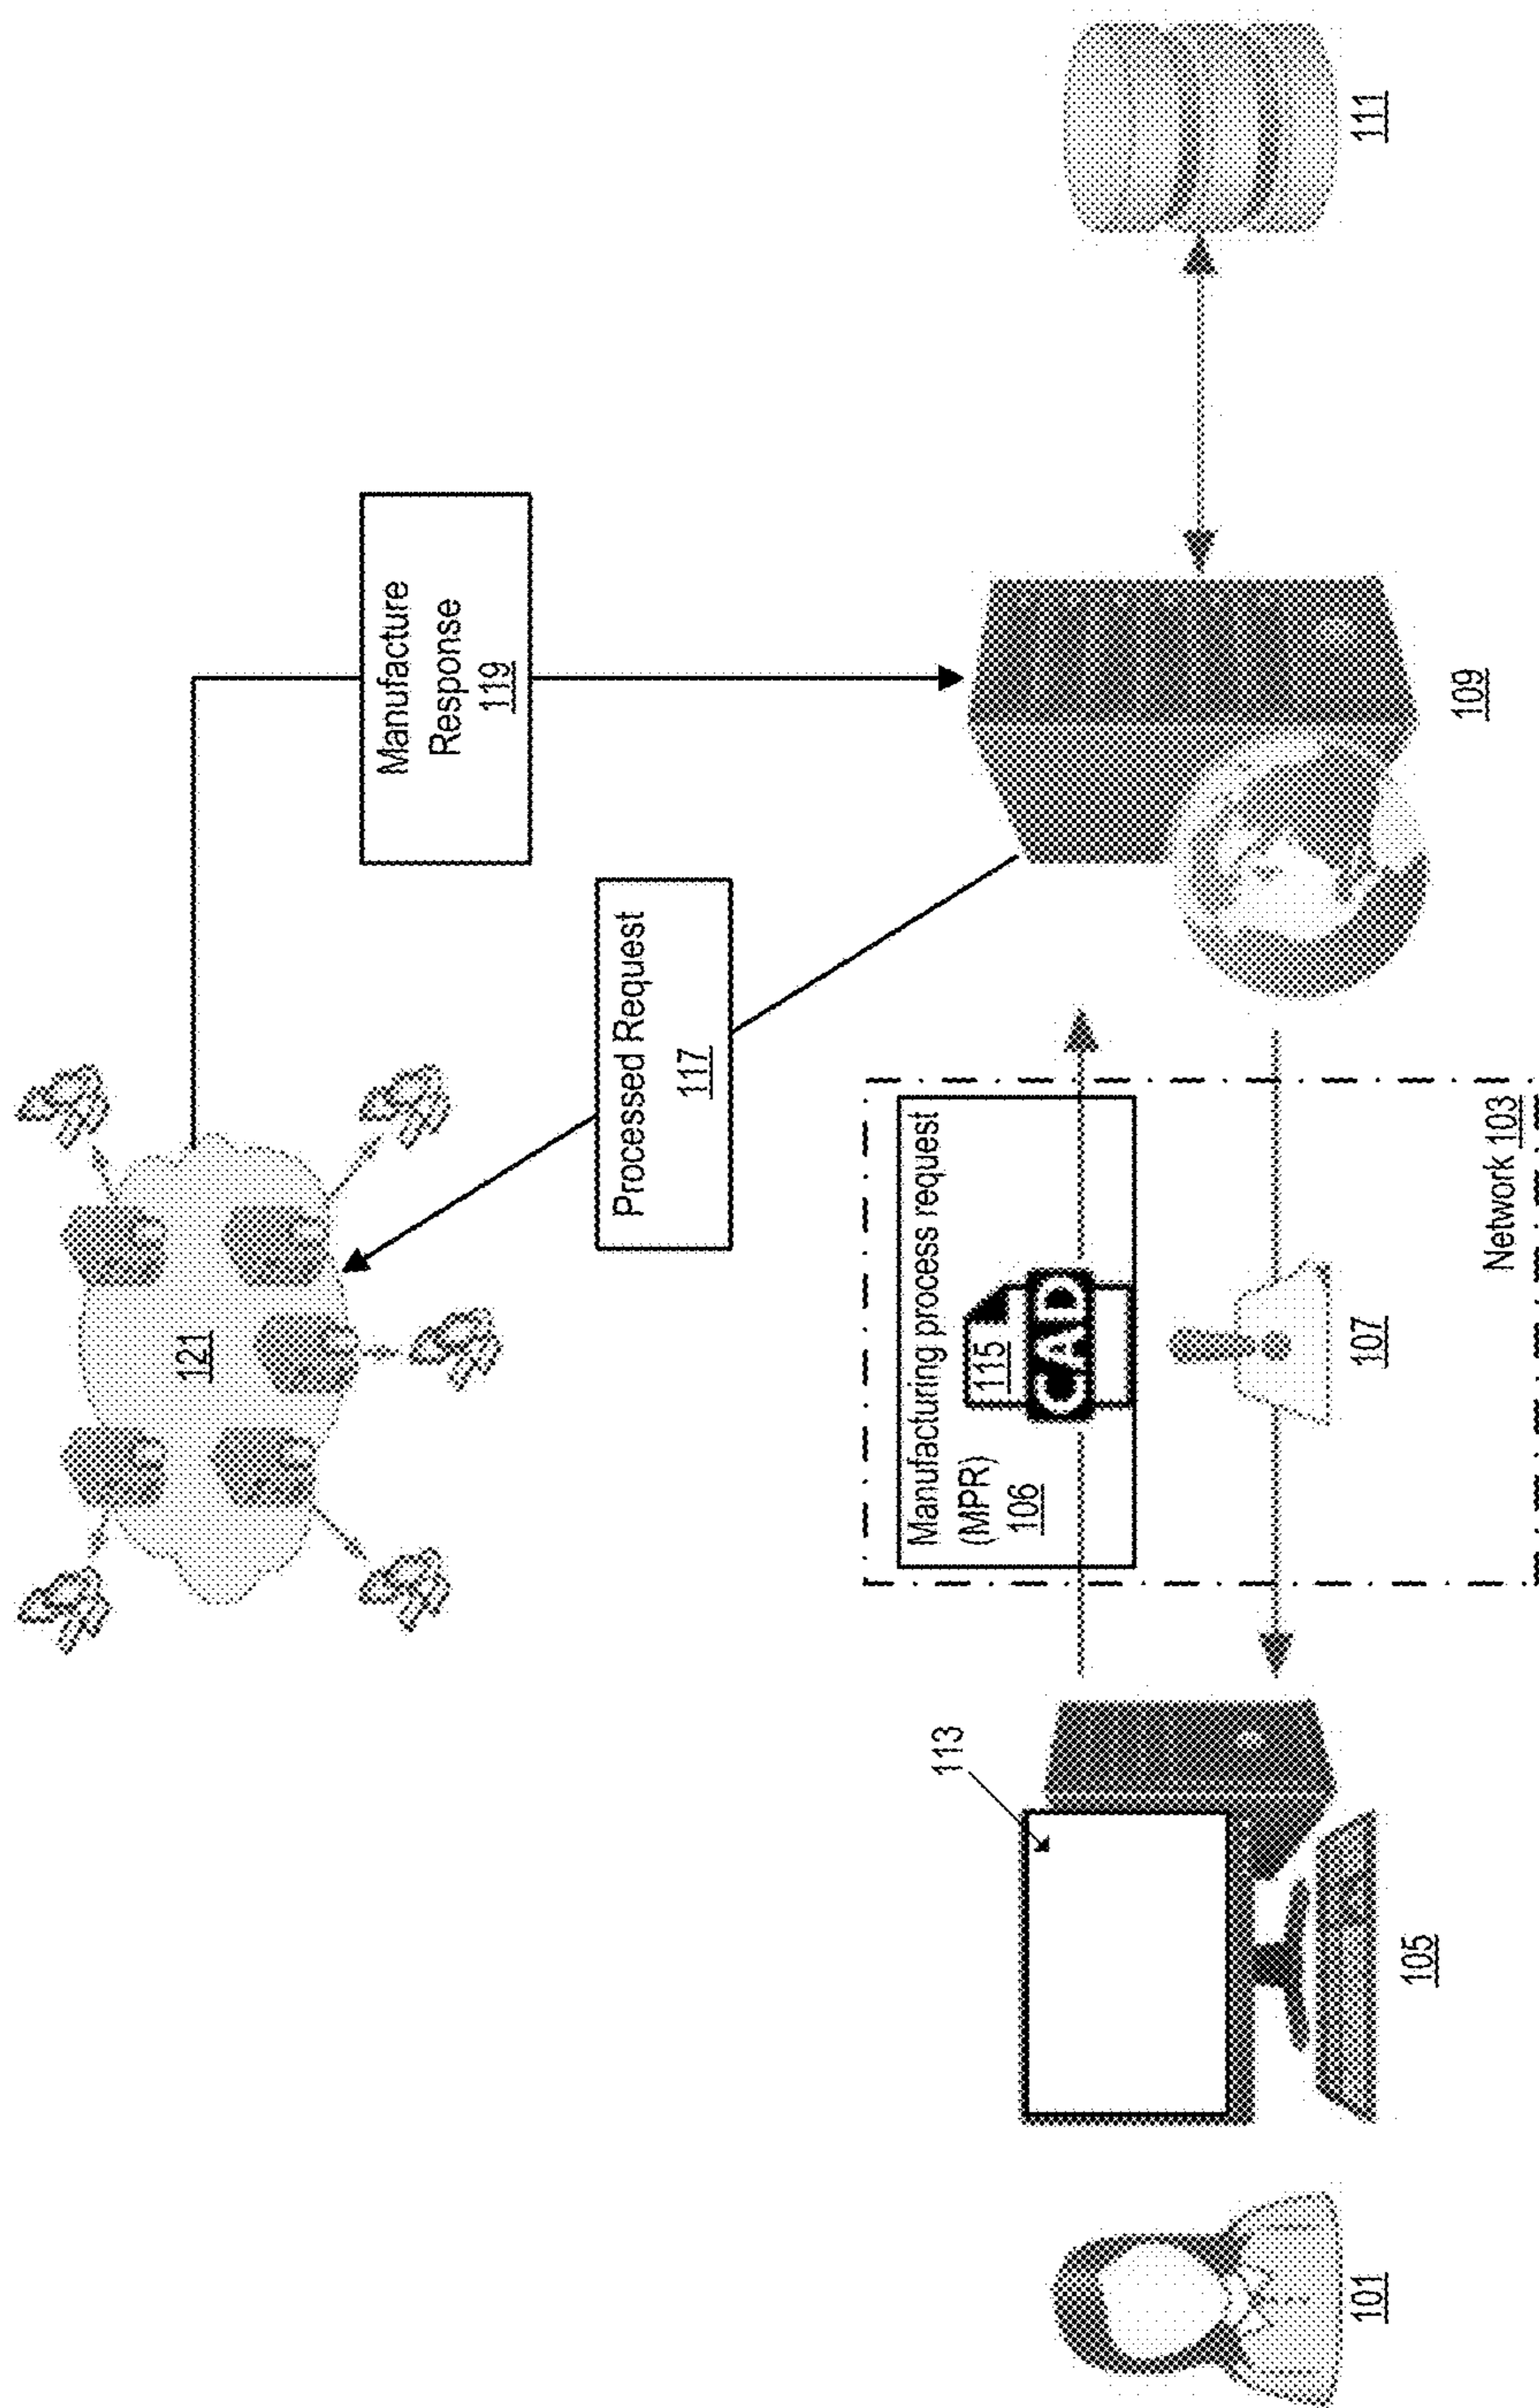 121
Manufacture
Response
119
Processed Request
117
Manufacturing process request
(MPR)
106
115
CAD
107
Network 103
113
101
105
109
111